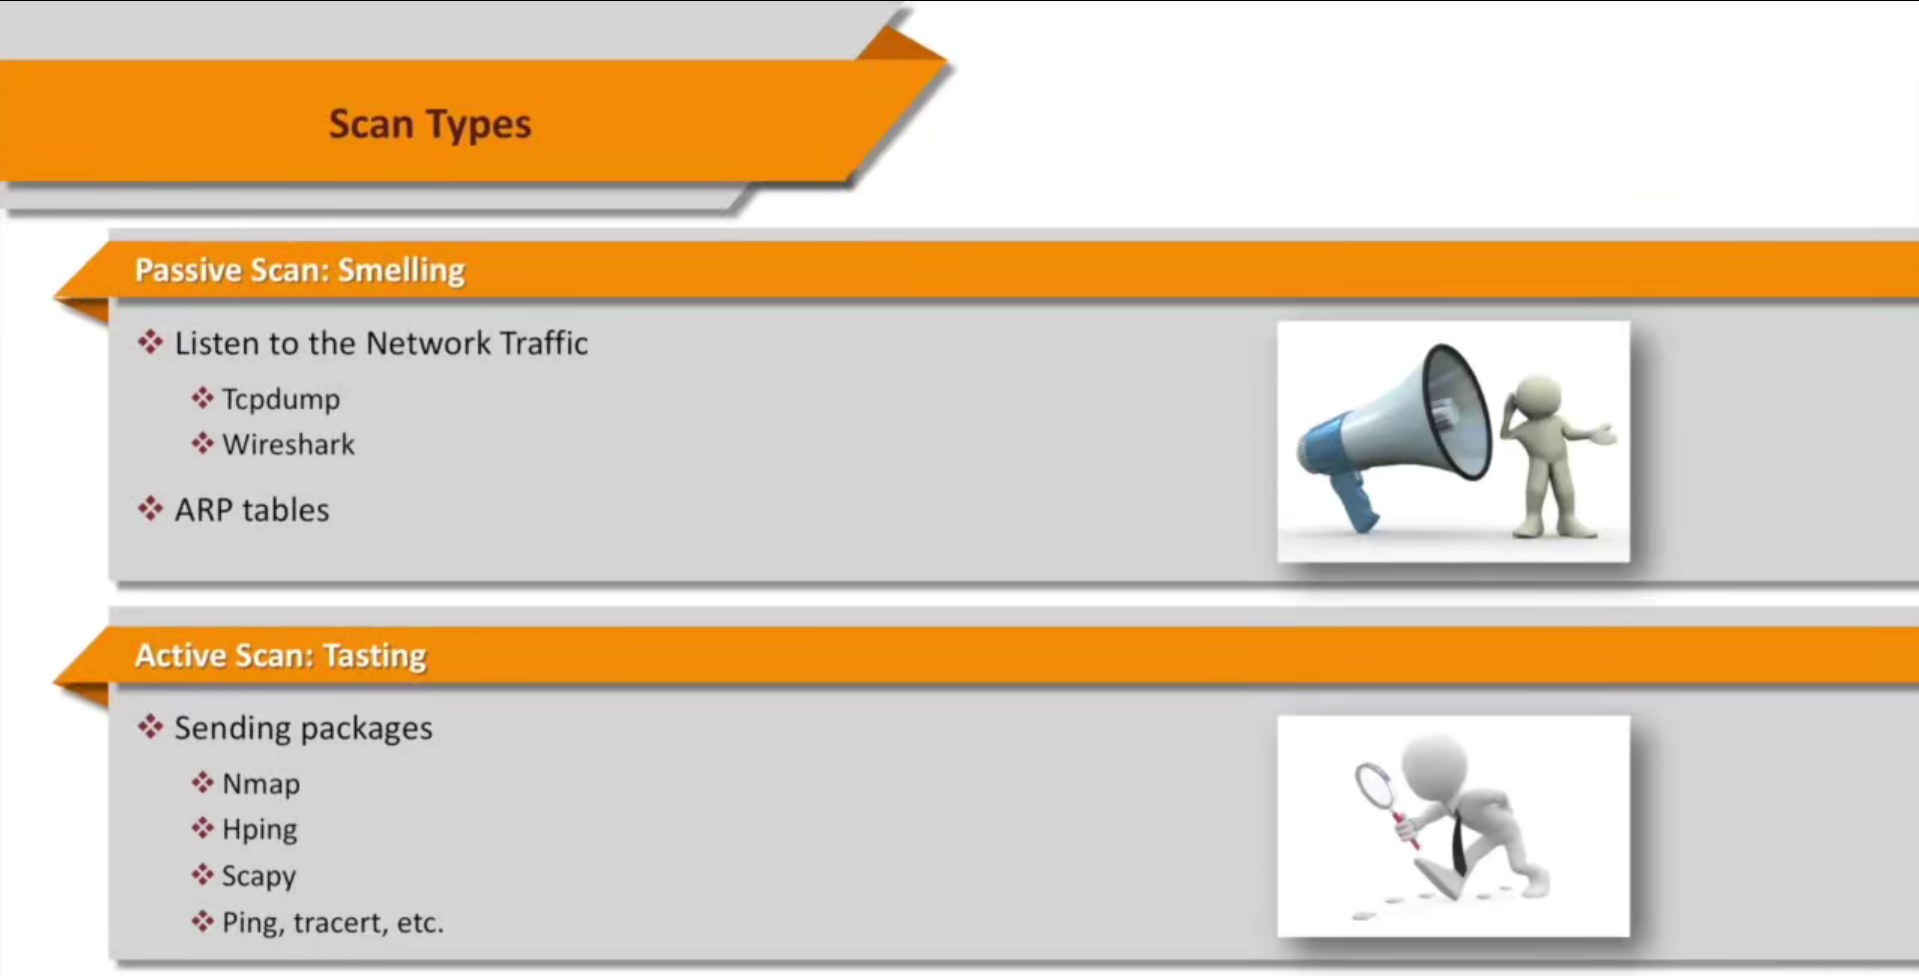 Scan Types
Passive Scan: Smelling
Listen to the Network Traffic
Tcpdump
Wireshark
ARP tables
Active Scan: Tasting
Sending packages
Nmap
Hping
Scapy
Ping, tracert, etc.